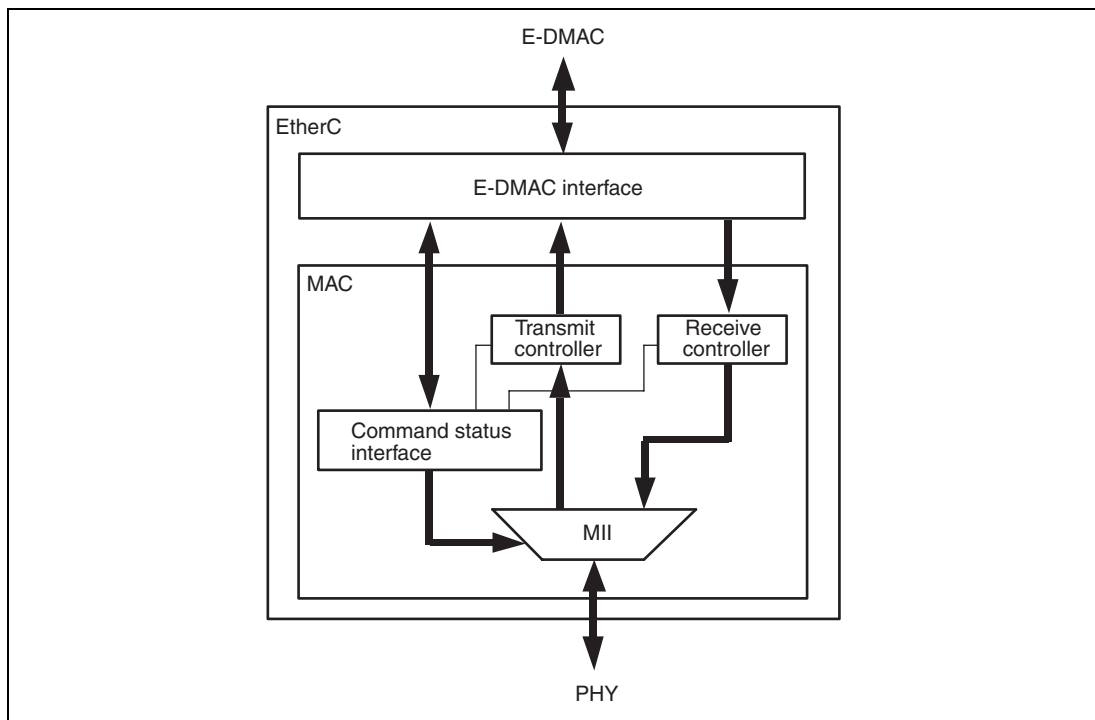 E-DMAC
EtherC
E-DMAC interface
MAC
Transmit
controller
Receive
controller
Command status
interface
MII
PHY